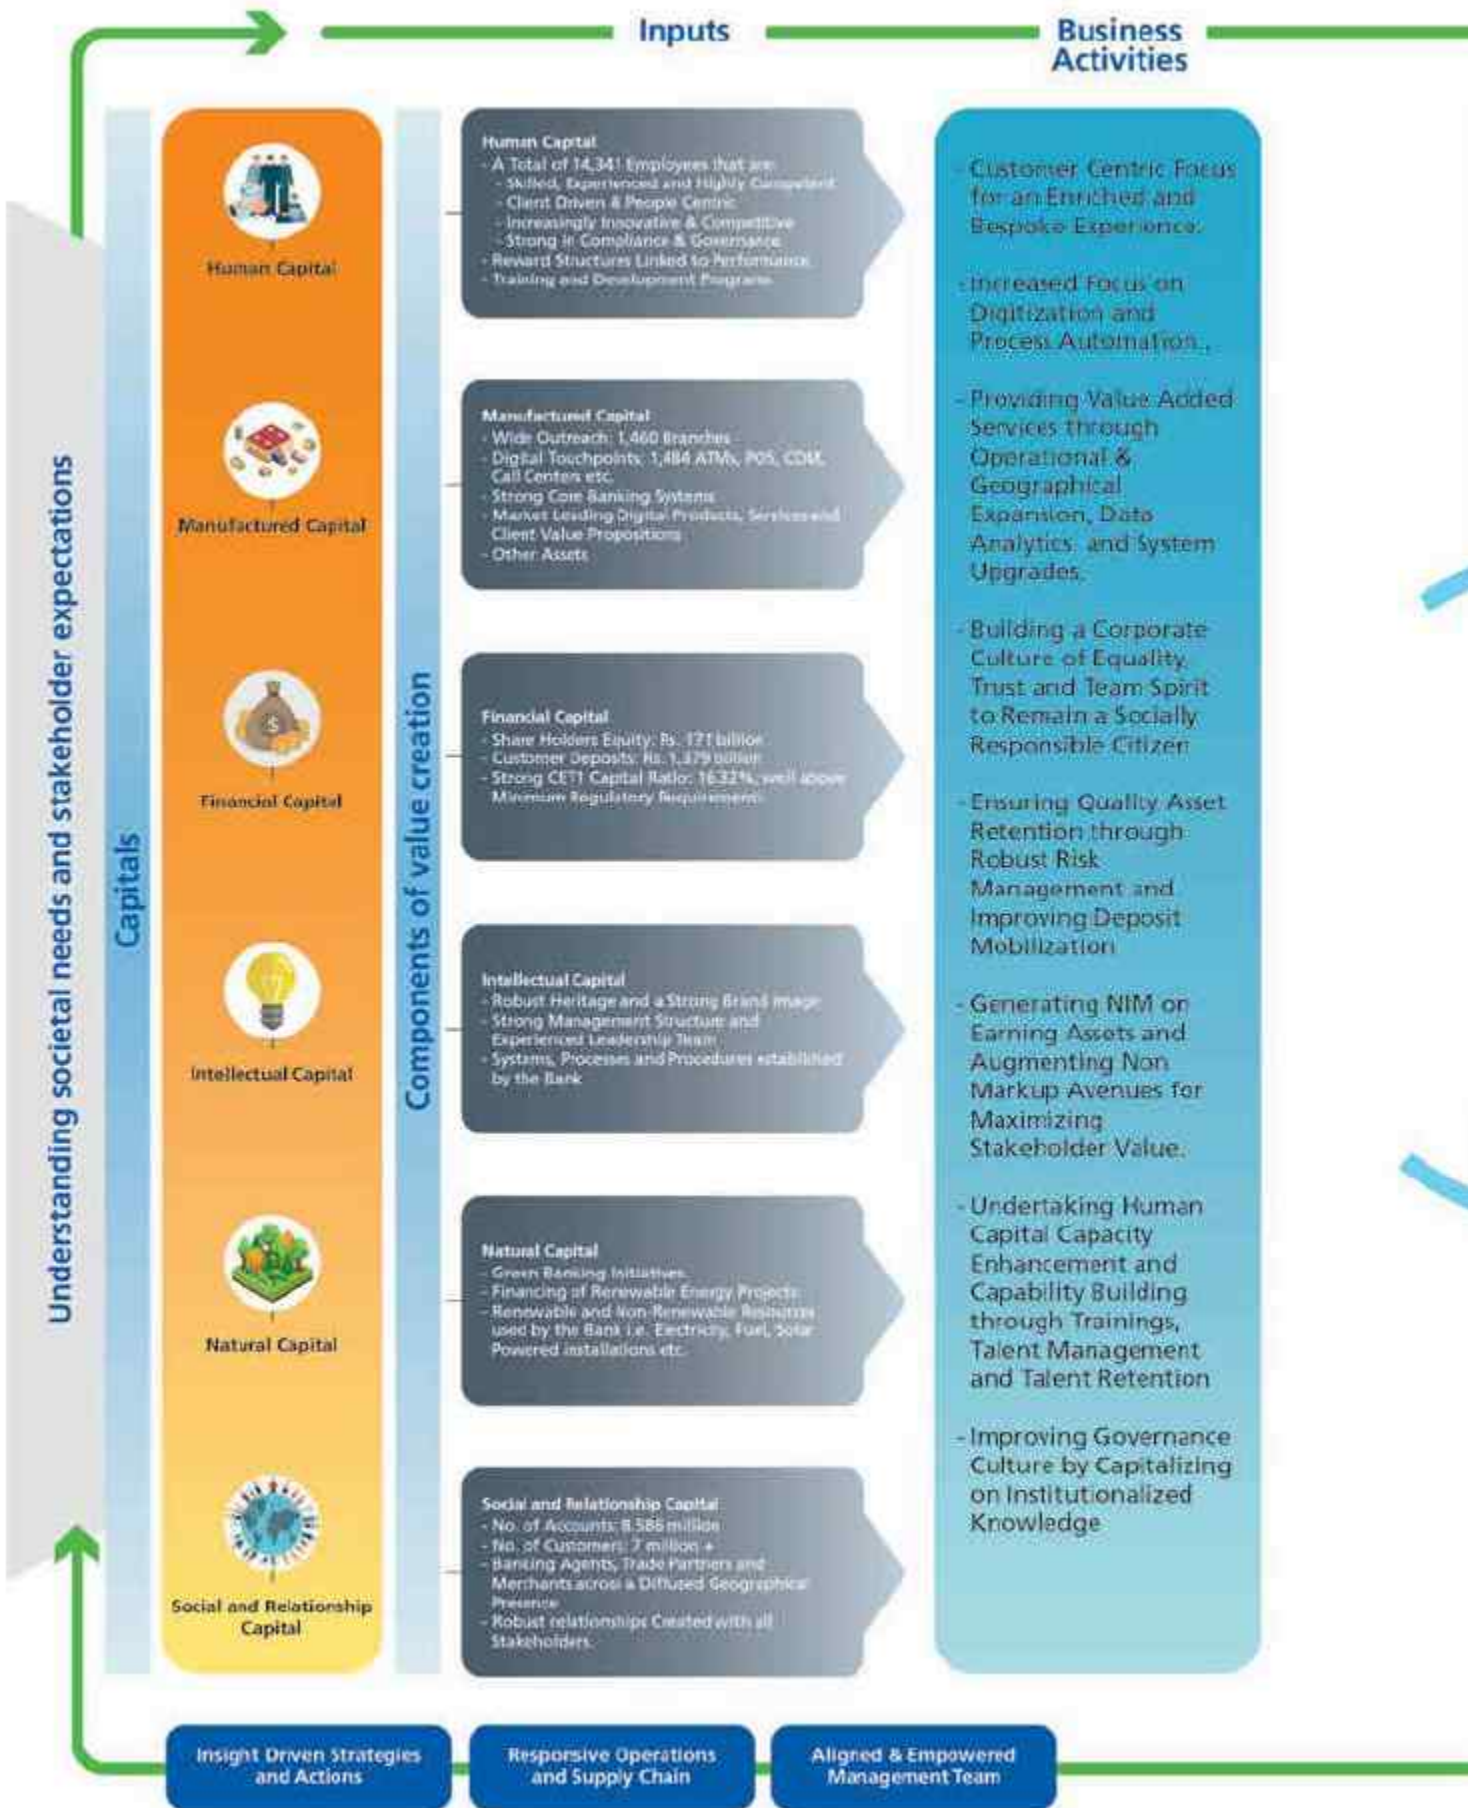 Inputs
Business
Activities
Understanding societal needs and stakeholder expectations
Capitals
Human Capital
Manufactured Capital
Financial Capital
Intellectual Capital
Natural Capital
Social and Relationship
Capital
Components of value creation
Human Capital
- A Total of 14,341 Employees that are:
- Skilled, Experienced and Highly Competent
- Client Driven & People Centric
- Increasingly Innovative & Competitive
- Strong in Compliance & Governance
- Reward Structures Linked to Performance
- Training and Development Programs
Manufactured Capital
- Wide Outreach: 1,460 Branches
- Digital Touchpoints: 1,484 ATMs, POS, CDM,
Call Centers etc.
- Strong Core Banking Systems
- Market Leading Digital Products, Services and
Client Value Propositions
- Other Assets
Financial Capital
- Share Holders Equity: Rs. 171 billion
- Customer Deposits: Rs. 1,379 billion
- Strong CET1 Capital Ratio: 16.32%, well above
Minimum Regulatory Requirements
Intellectual Capital
- Robust Heritage and a Strong Brand image
- Strong Management Structure and
Experienced Leadership Team
- Systems, Processes and Procedures established
by the Bank
Natural Capital
- Green Banking Initiatives
- Financing of Renewable Energy Projects
- Renewable and Non-Renewable Resources
used by the Bank i.e. Electricity, Fuel, Solar
Powered installations etc.
Social and Relationship Capital
- No. of Accounts: 8.586 million
- No. of Customers: 7 million +
- Banking Agents, Trade Partners and
Merchants across a Diffused Geographical
Presence
- Robust relationships Created with all
Stakeholders.
- Customer Centric Focus
for an Enriched and
Bespoke Experience.
- Increased Focus on
Digitization and
Process Automation.
- Providing Value Added
Services through
Operational &
Geographical
Expansion, Data
Analytics and System
Upgrades.
- Building a Corporate
Culture of Equality,
Trust and Team Spirit
to Remain a Socially
Responsible Citizen
- Ensuring Quality Asset
Retention through
Robust Risk
Management and
Improving Deposit
Mobilization
- Generating NIM on
Earning Assets and
Augmenting Non
Markup Avenues for
Maximizing
Stakeholder Value.
- Undertaking Human
Capital Capacity
Enhancement and
Capability Building
through Trainings,
Talent Management
and Talent Retention
- Improving Governance
Culture by Capitalizing
on Institutionalized
Knowledge
Insight Driven Strategies
and Actions
Responsive Operations
and Supply Chain
Aligned & Empowered
Management Team